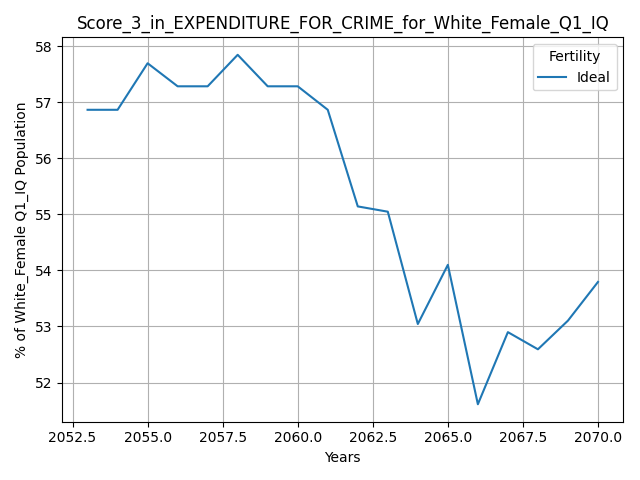 Score_3_in_EXPENDITURE_FOR_CRIME_for_White_Female_Q1_IQ
Fertility
Ideal
% of White_Female Q1_IQ Population
58
57
56
55
54
53
52
2052.5 2055.0 2057.5 2060.0 2062.5 2065.0 2067.5 2070.0
Years